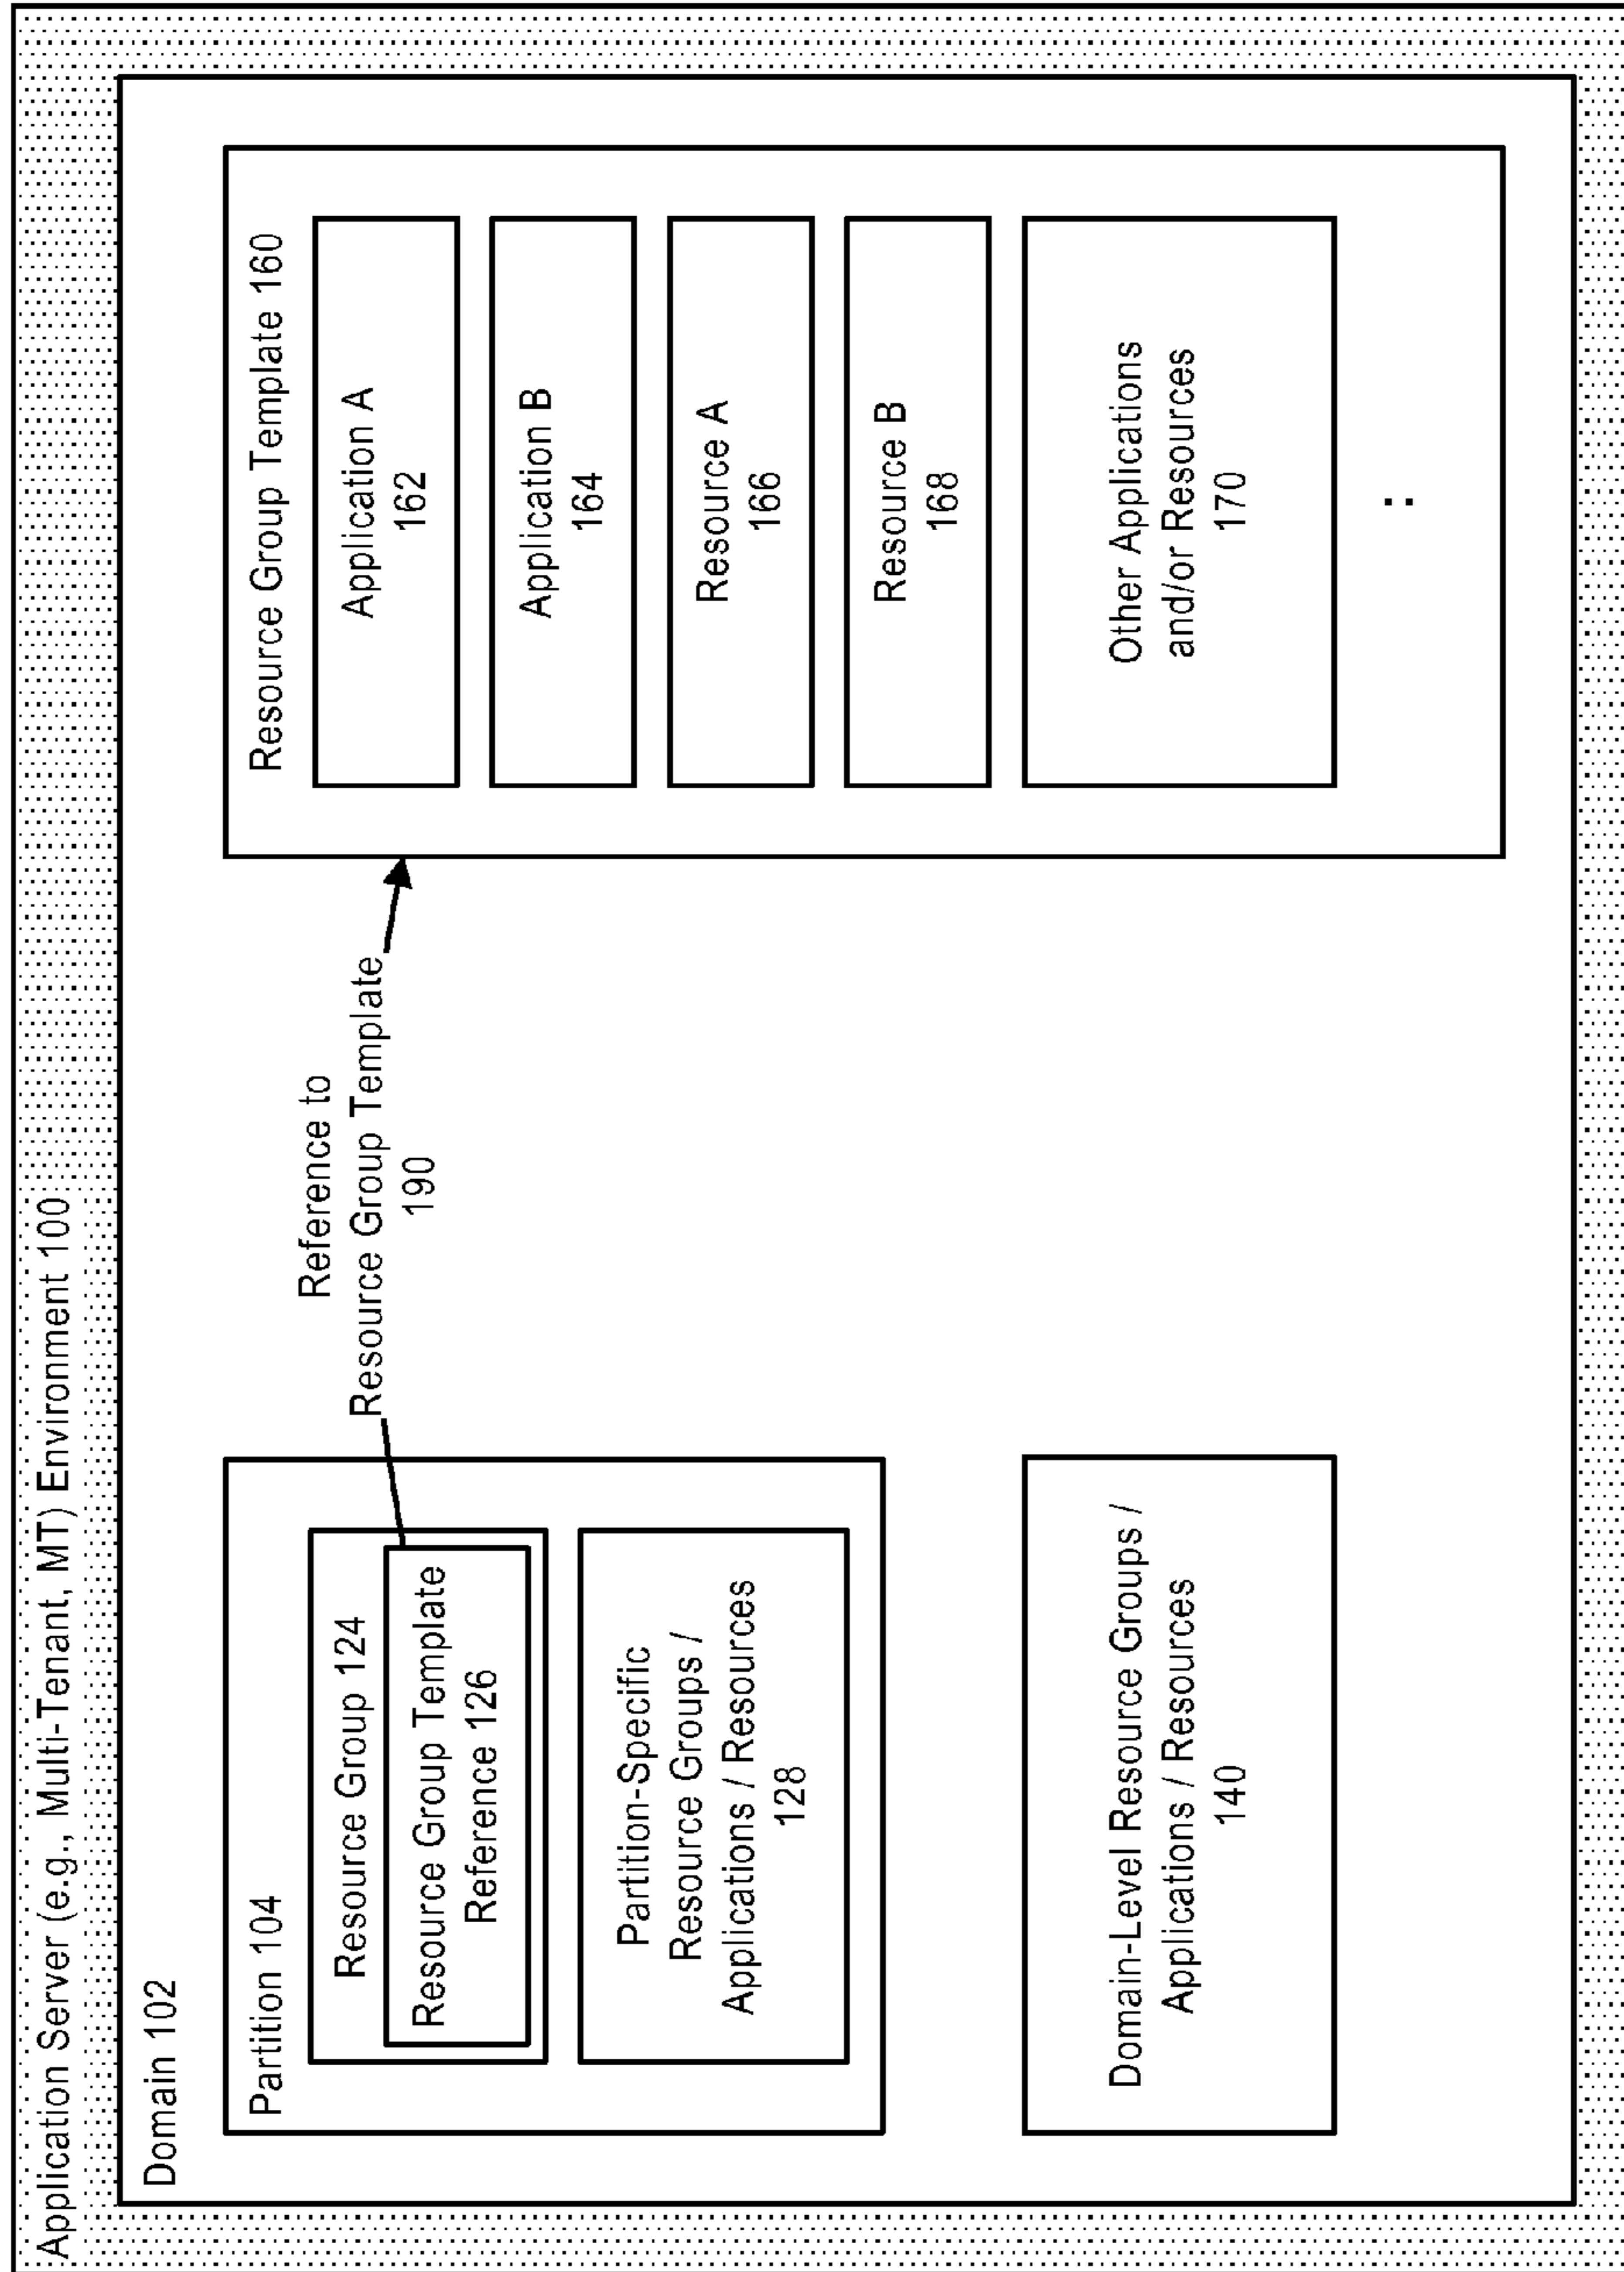 Application Server (e.g., Multi-Tenant, MT) Environment 100
Domain 102
Partition 104
Resource Group 124
Resource Group Template
Reference 126
Partition-Specific
Resource Groups /
Applications / Resources
128
Domain-Level Resource Groups /
Applications / Resources
140
Reference to
Resource Group Template
190
Resource Group Template 160
Application A
162
Application B
164
Resource A
166
Resource B
168
Other Applications
and/or Resources
170